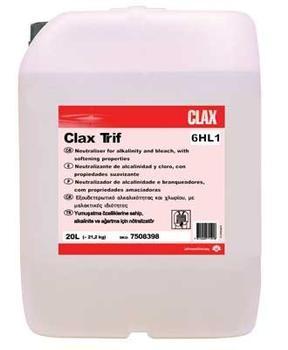 CLAX
Clax Trif
6HL1
Neutraliser for alkalinity and bleach, with
softening properties
Neutralizante de alcalinidad y cloro, con
propiedades suavizante
Neutralizador de alcalinidade e branqueadores,
com propriedades amaciadoras
Εξουδετερωτικό αλκαλικότητας και χλωρίου, με
μαλακτικές ιδιότητες
Yumuşatma özelliklerine sahip,
alkalinite ve ağartma için nötralizatör
20L (~ 21,2 kg) SKU 7508398